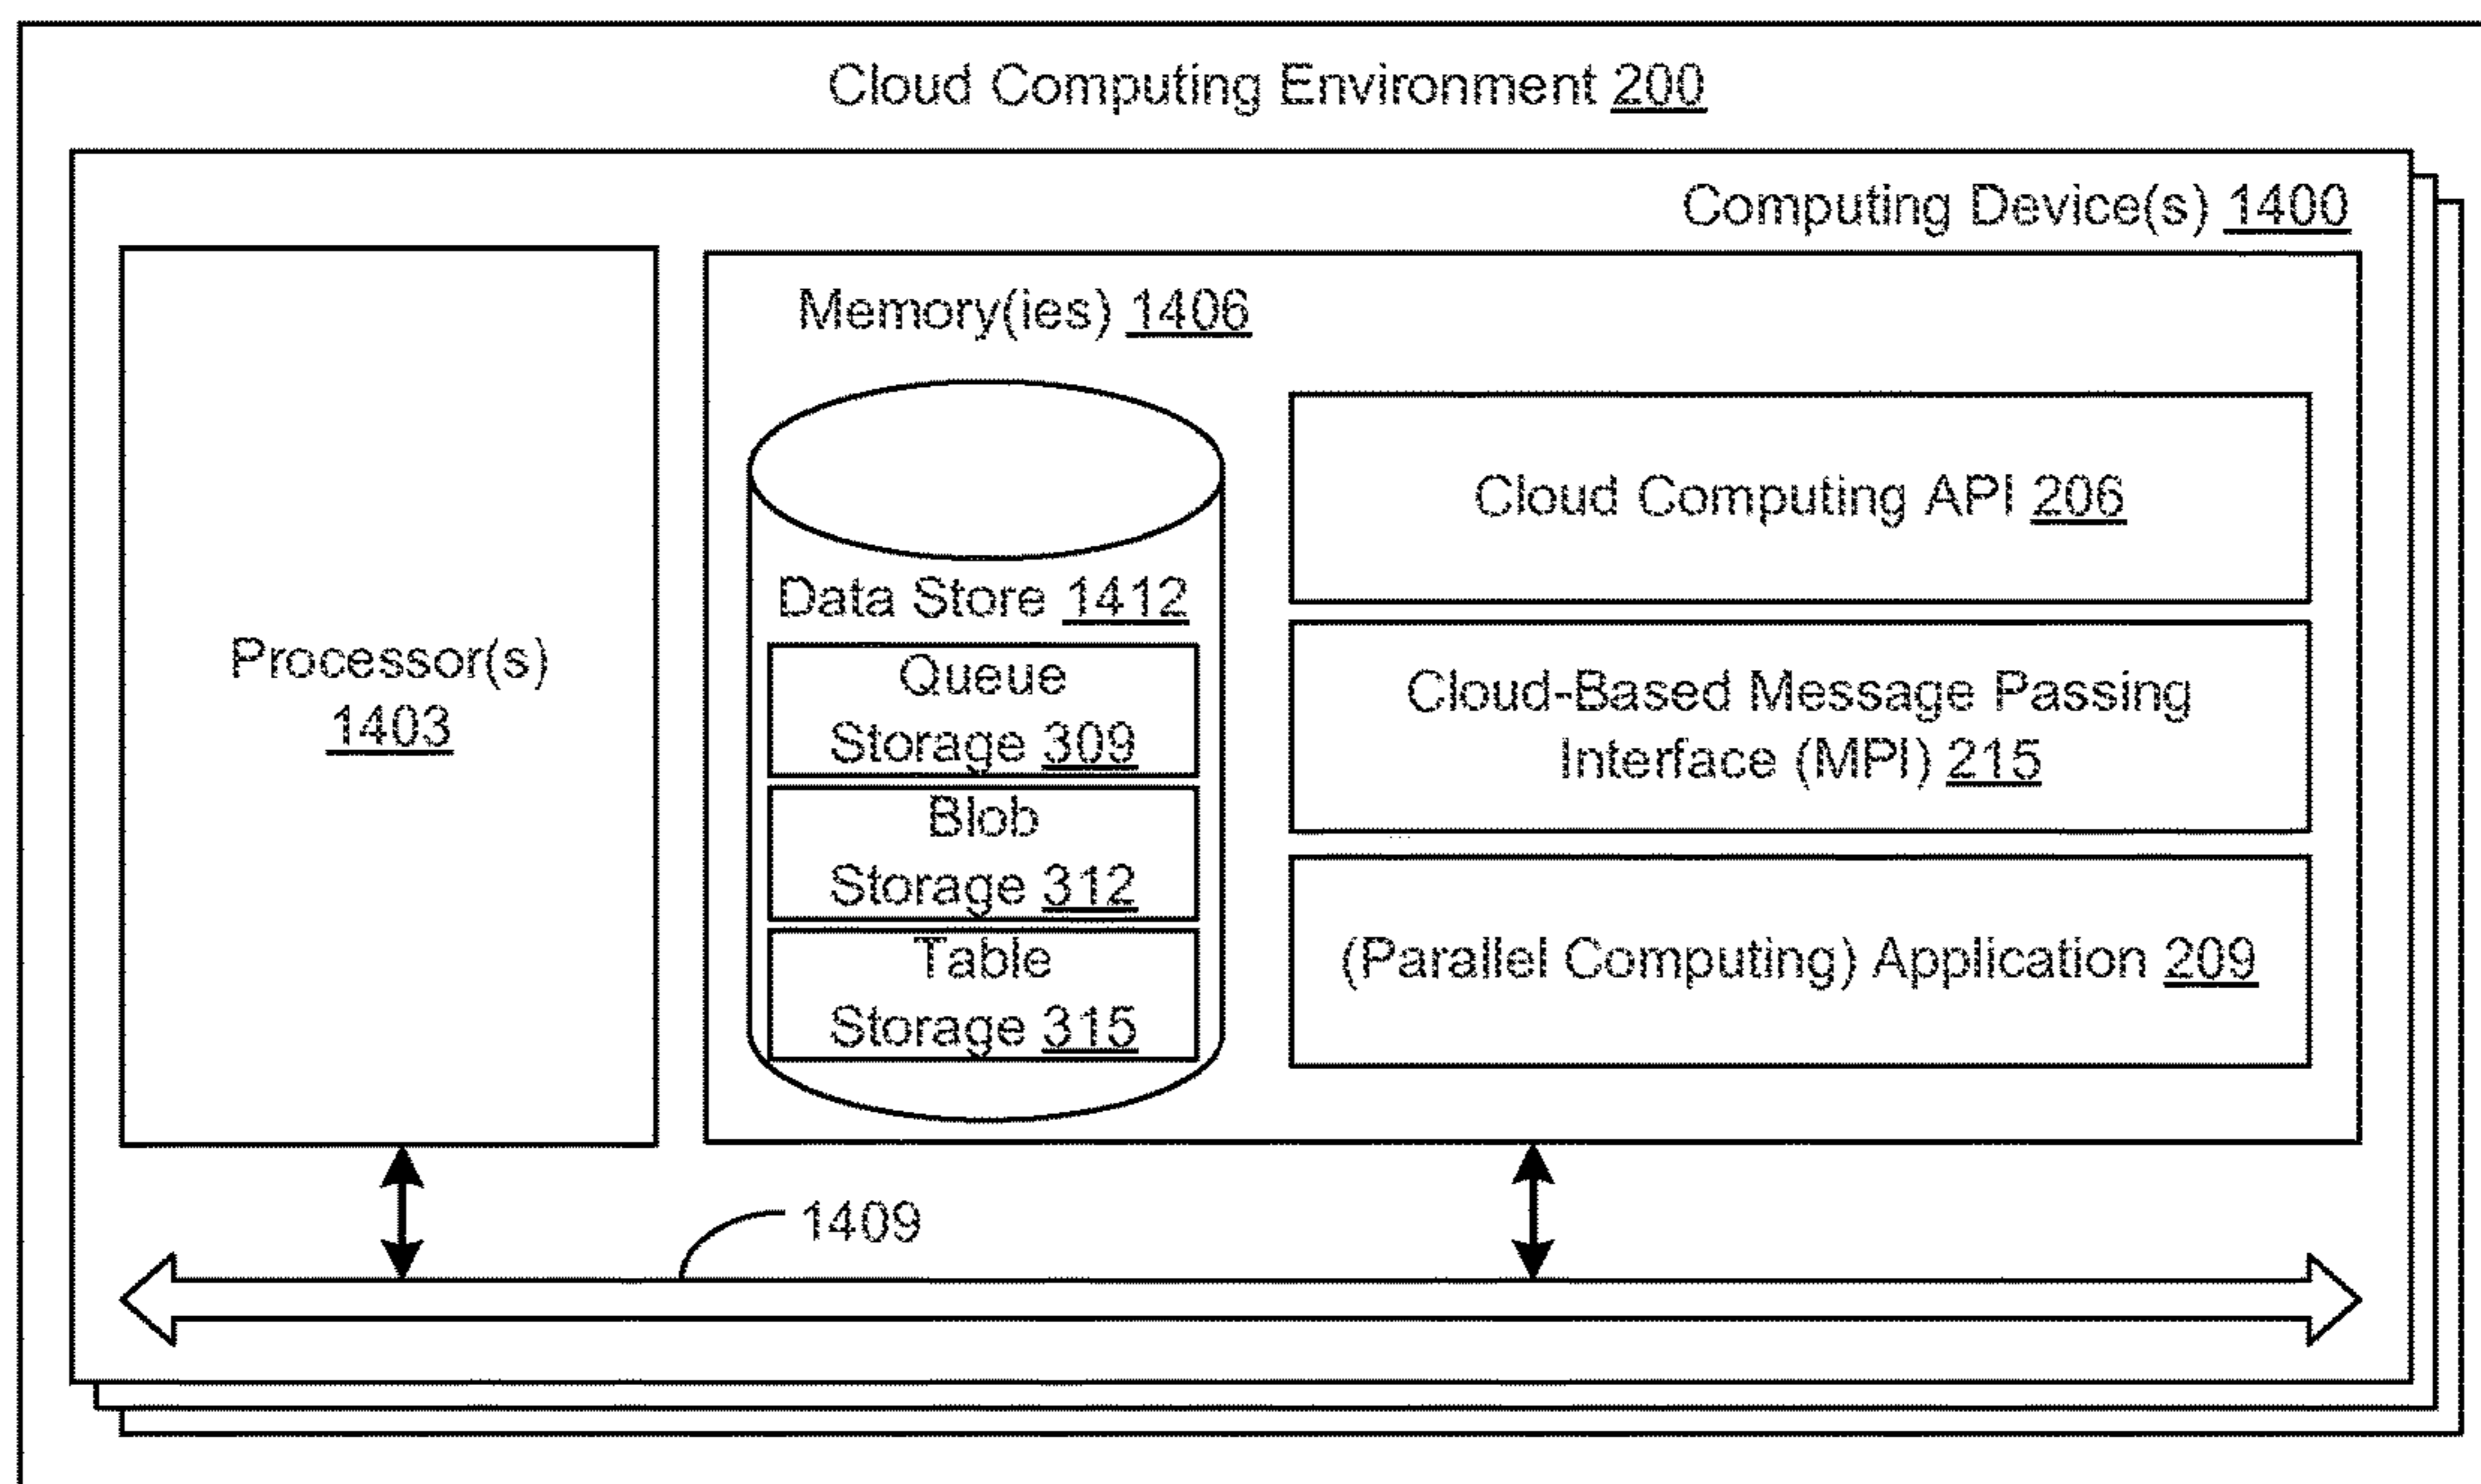 Cloud Computing Environment 200
Computing Device(s) 1400
Processor(s)
1403
Memory(ies) 1406
Data Store 1412
Queue
Storage 309
Blob
Storage 312
Table
Storage 315
Cloud Computing API 206
Cloud-Based Message Passing
Interface (MPI) 215
(Parallel Computing) Application 209
1409